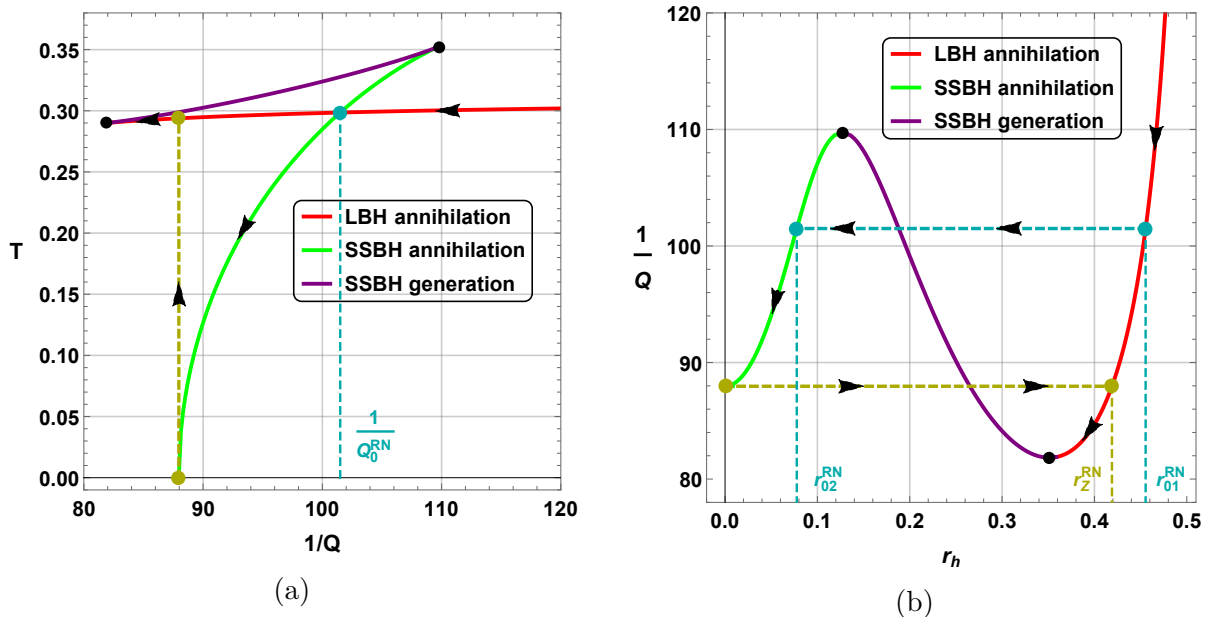 0.35
0.30
0.25
0.20
0.15
0.10
0.05
0.00
T
LBH annihilation
SSBH annihilation
SSBH generation
1
Q₀^RN
80
90
100
110
120
1/Q
(a)
120
110
100
90
80
1
Q
LBH annihilation
SSBH annihilation
SSBH generation
r₀₂^RN
r_Z^RN
r₀₁^RN
0.0
0.1
0.2
0.3
0.4
0.5
r_h
(b)